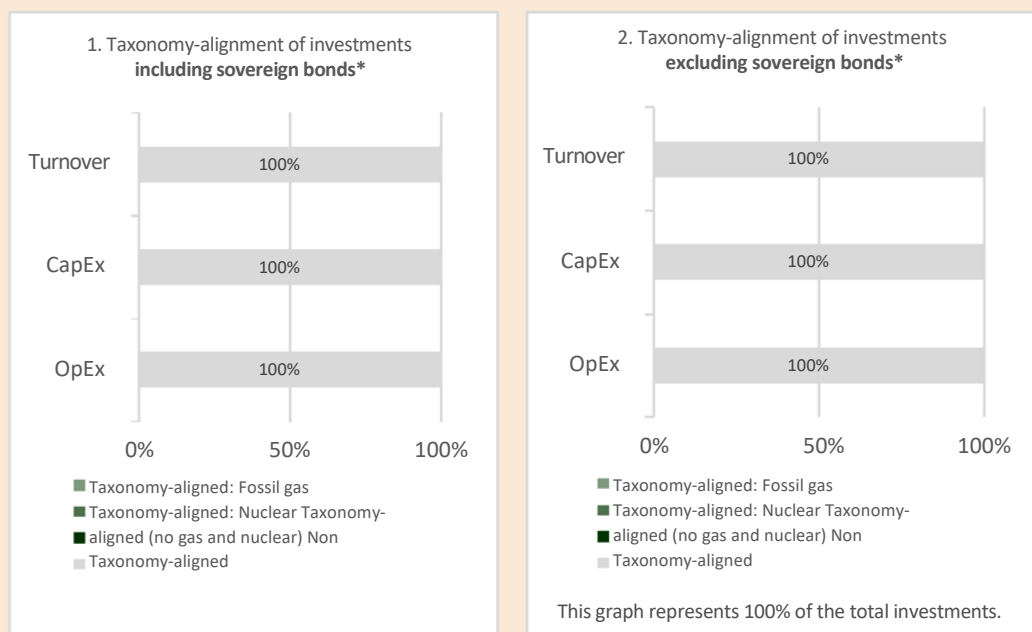 1. Taxonomy-alignment of investments
including sovereign bonds*
Turnover
100%
CapEx
100%
OpEx
100%
0% 50% 100%
Taxonomy-aligned: Fossil gas
Taxonomy-aligned: Nuclear Taxonomy-
aligned (no gas and nuclear) Non
Taxonomy-aligned
2. Taxonomy-alignment of investments
excluding sovereign bonds*
Turnover
100%
CapEx
100%
OpEx
100%
0% 50% 100%
Taxonomy-aligned: Fossil gas
Taxonomy-aligned: Nuclear Taxonomy-
aligned (no gas and nuclear) Non
Taxonomy-aligned
This graph represents 100% of the total investments.